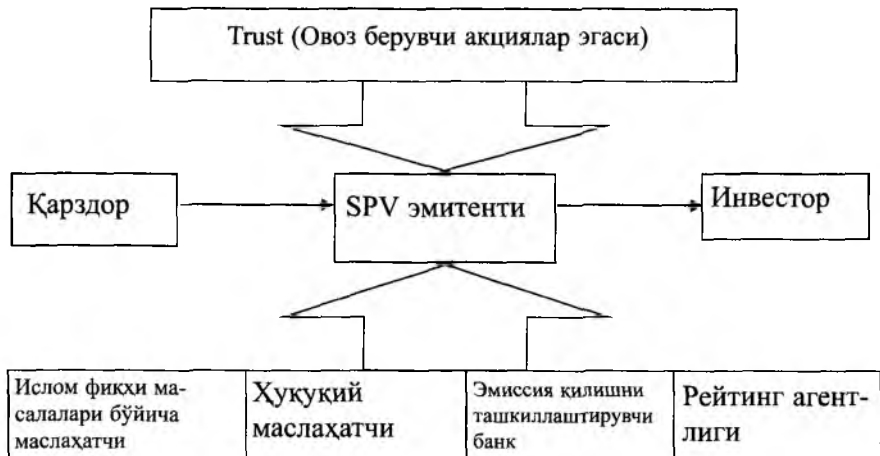 Trust (Овоз берувчи акциялар эгаси)
Қарздор
SPV эмитенти
Инвестор
Ислом фиқҳи ма-
салалари бўйича
маслаҳатчи
Ҳуқуқий
маслаҳатчи
Эмиссия қилишни
ташкиллаштирувчи
банк
Рейтинг агент-
лиги